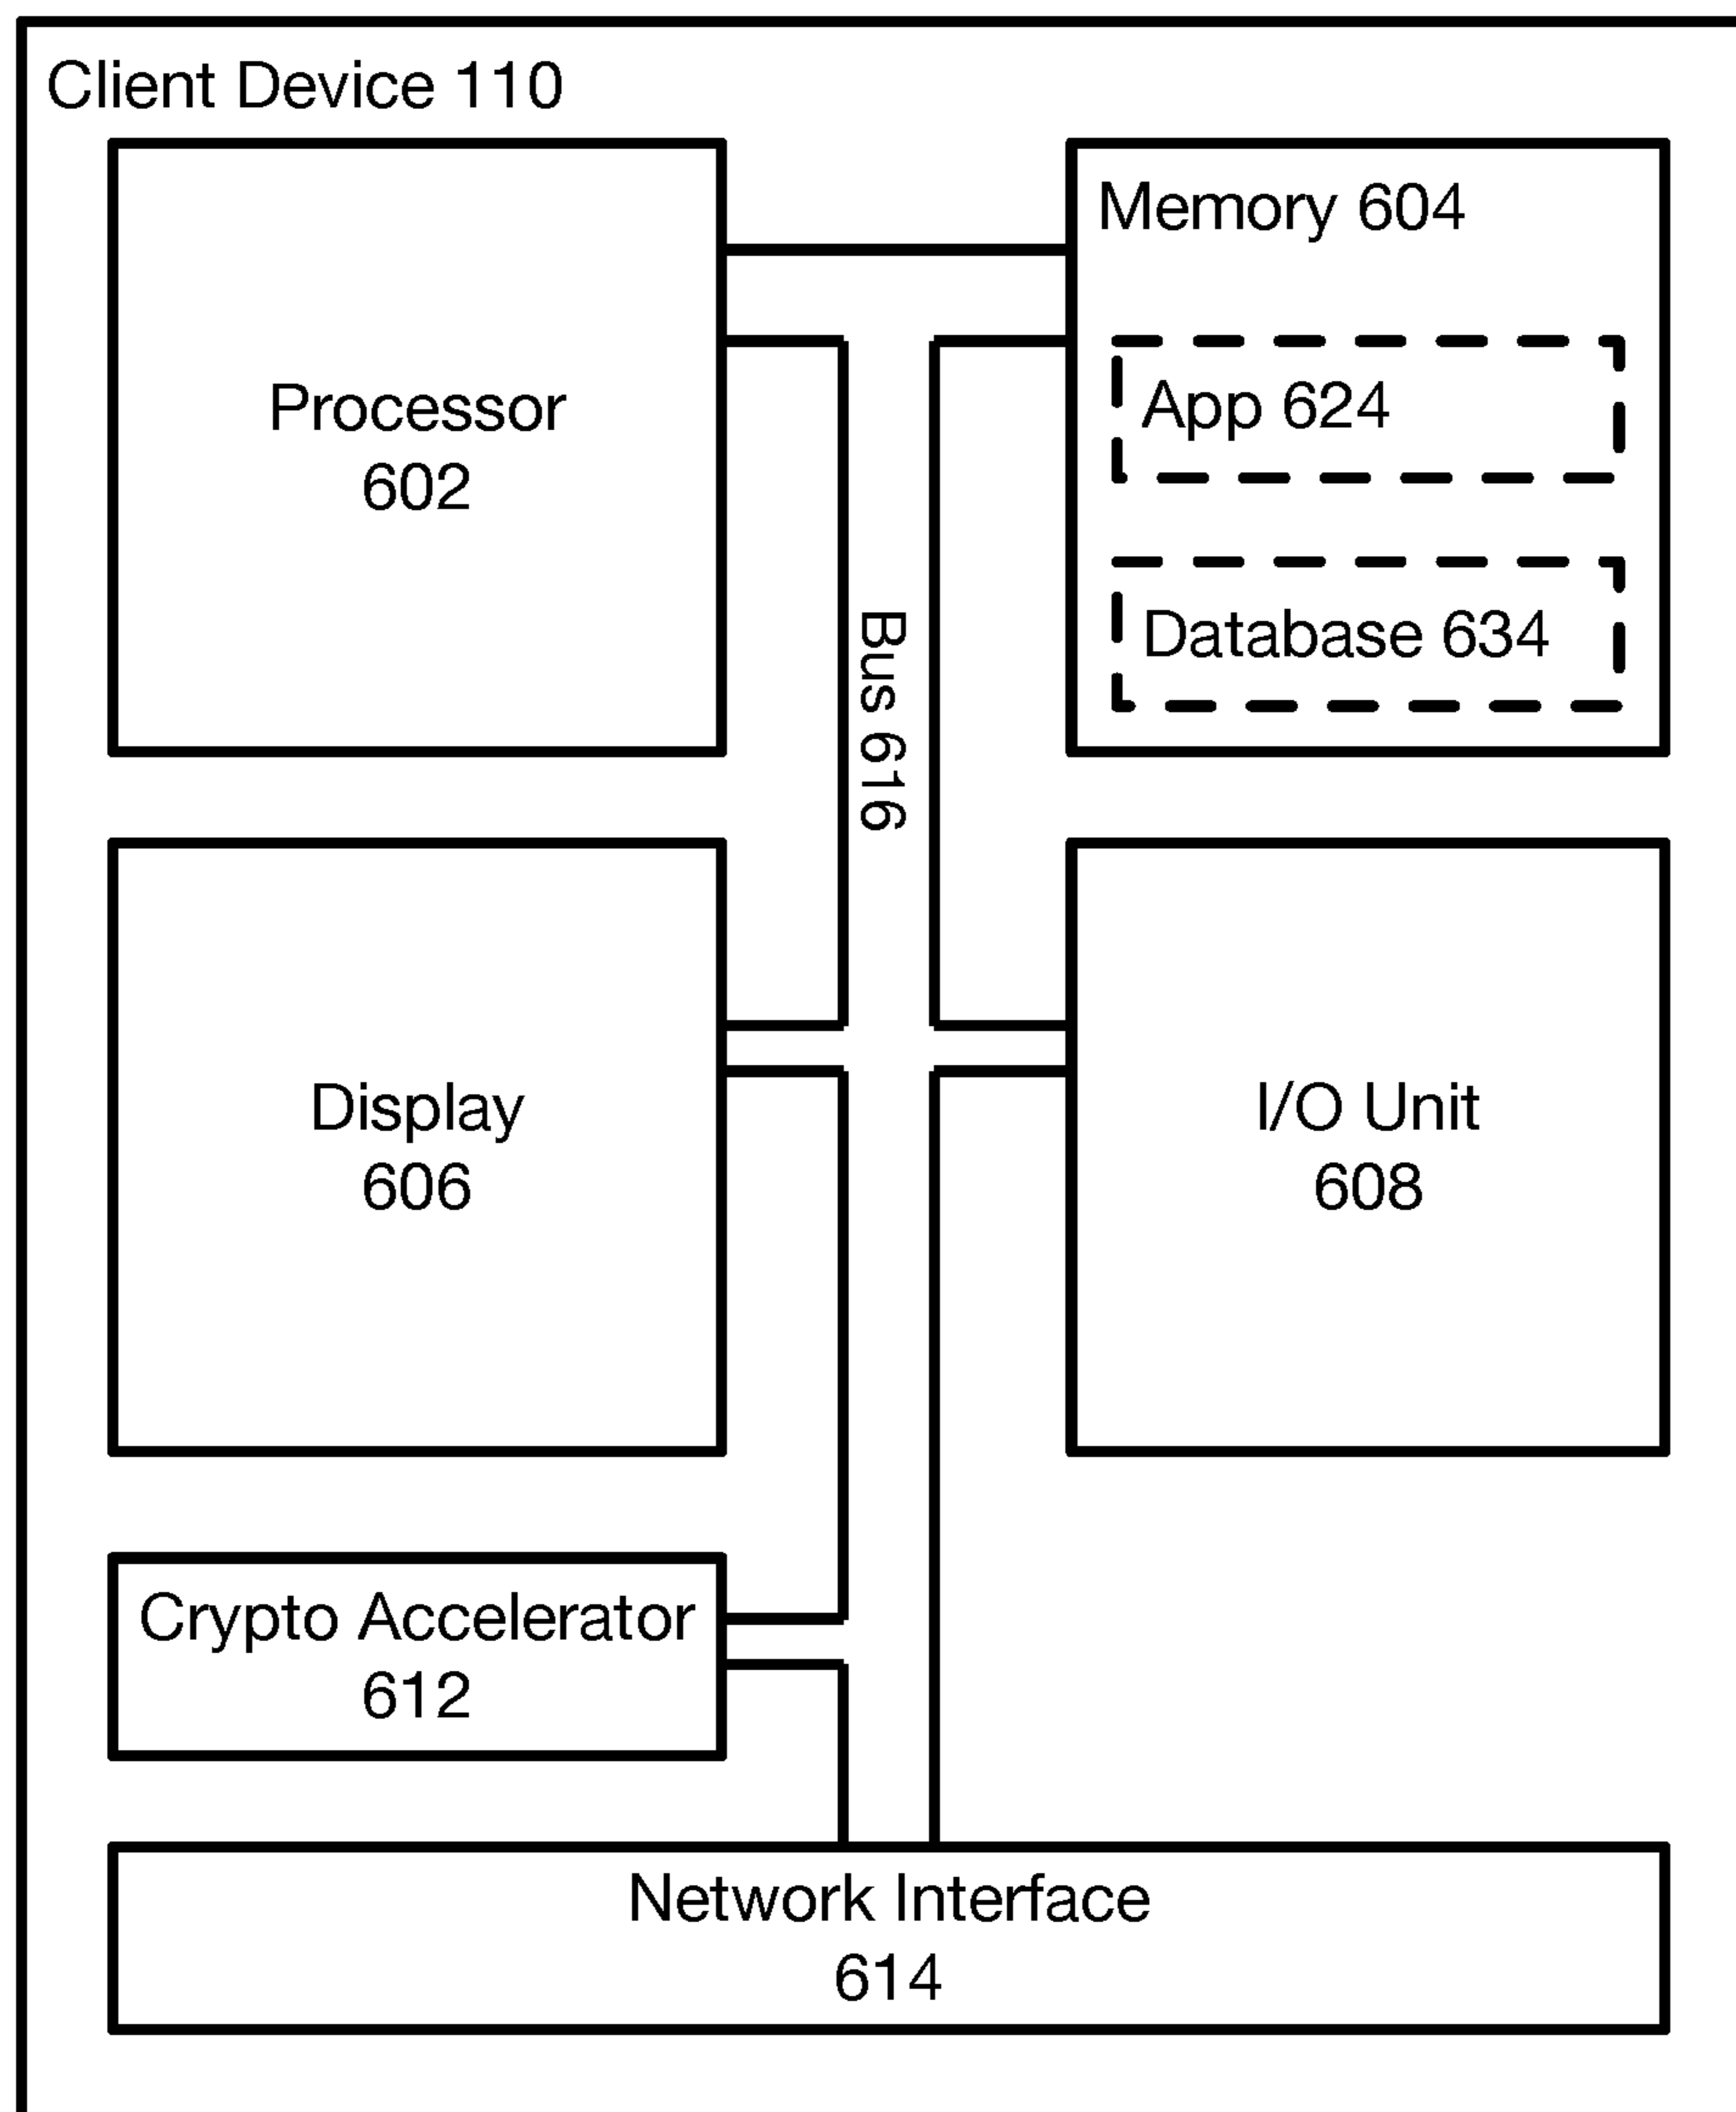 Client Device 110
Processor
602
Memory 604
App 624
Database 634
Bus 616
Display
606
I/O Unit
608
Crypto Accelerator
612
Network Interface
614